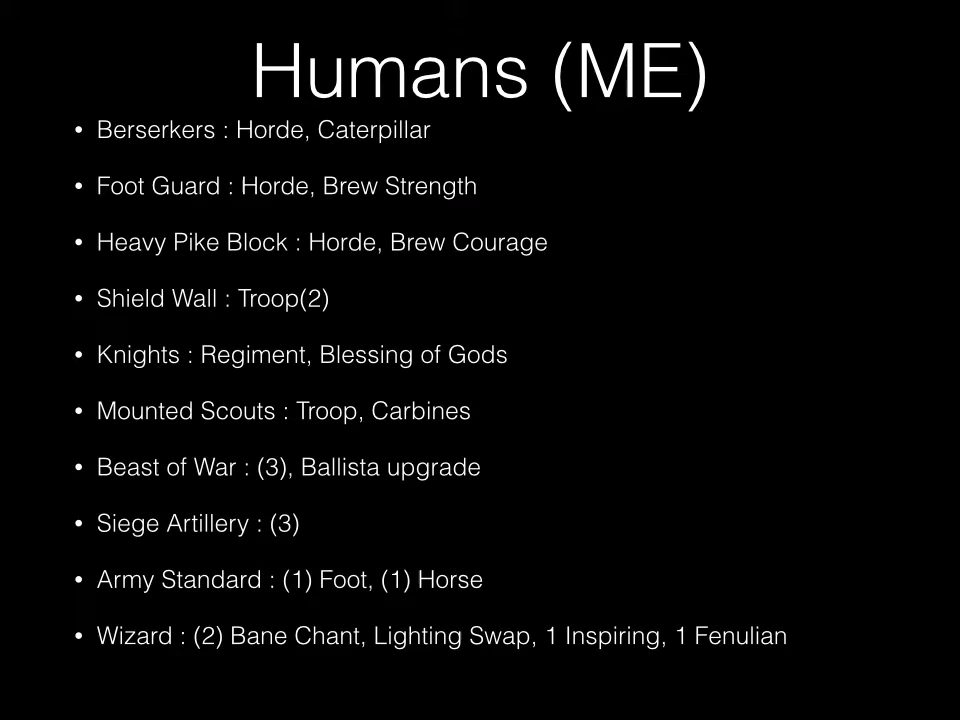 Humans (ME)
• Berserkers : Horde, Caterpillar
• Foot Guard : Horde, Brew Strength
• Heavy Pike Block : Horde, Brew Courage
• Shield Wall : Troop(2)
• Knights : Regiment, Blessing of Gods
• Mounted Scouts : Troop, Carbines
• Beast of War : (3), Ballista upgrade
• Siege Artillery : (3)
• Army Standard : (1) Foot, (1) Horse
• Wizard : (2) Bane Chant, Lighting Swap, 1 Inspiring, 1 Fenulian